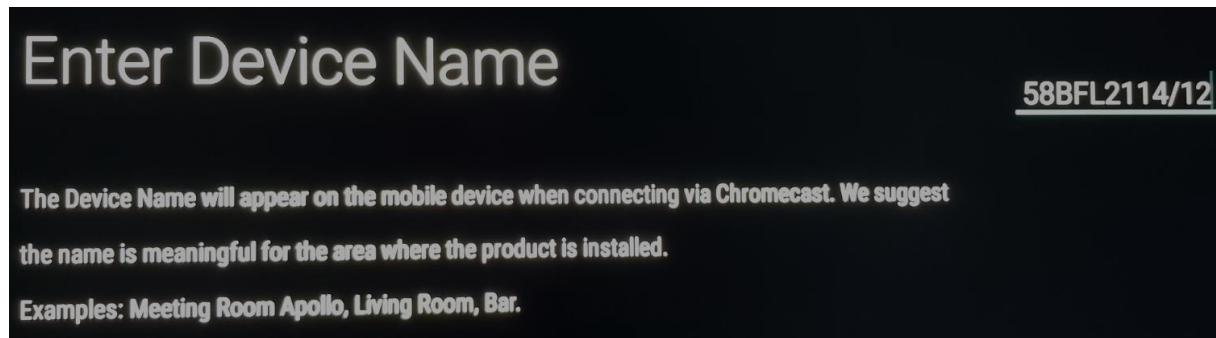 Enter Device Name
58BFL2114/12
The Device Name will appear on the mobile device when connecting via Chromecast. We suggest
the name is meaningful for the area where the product is installed.
Examples: Meeting Room Apollo, Living Room, Bar.